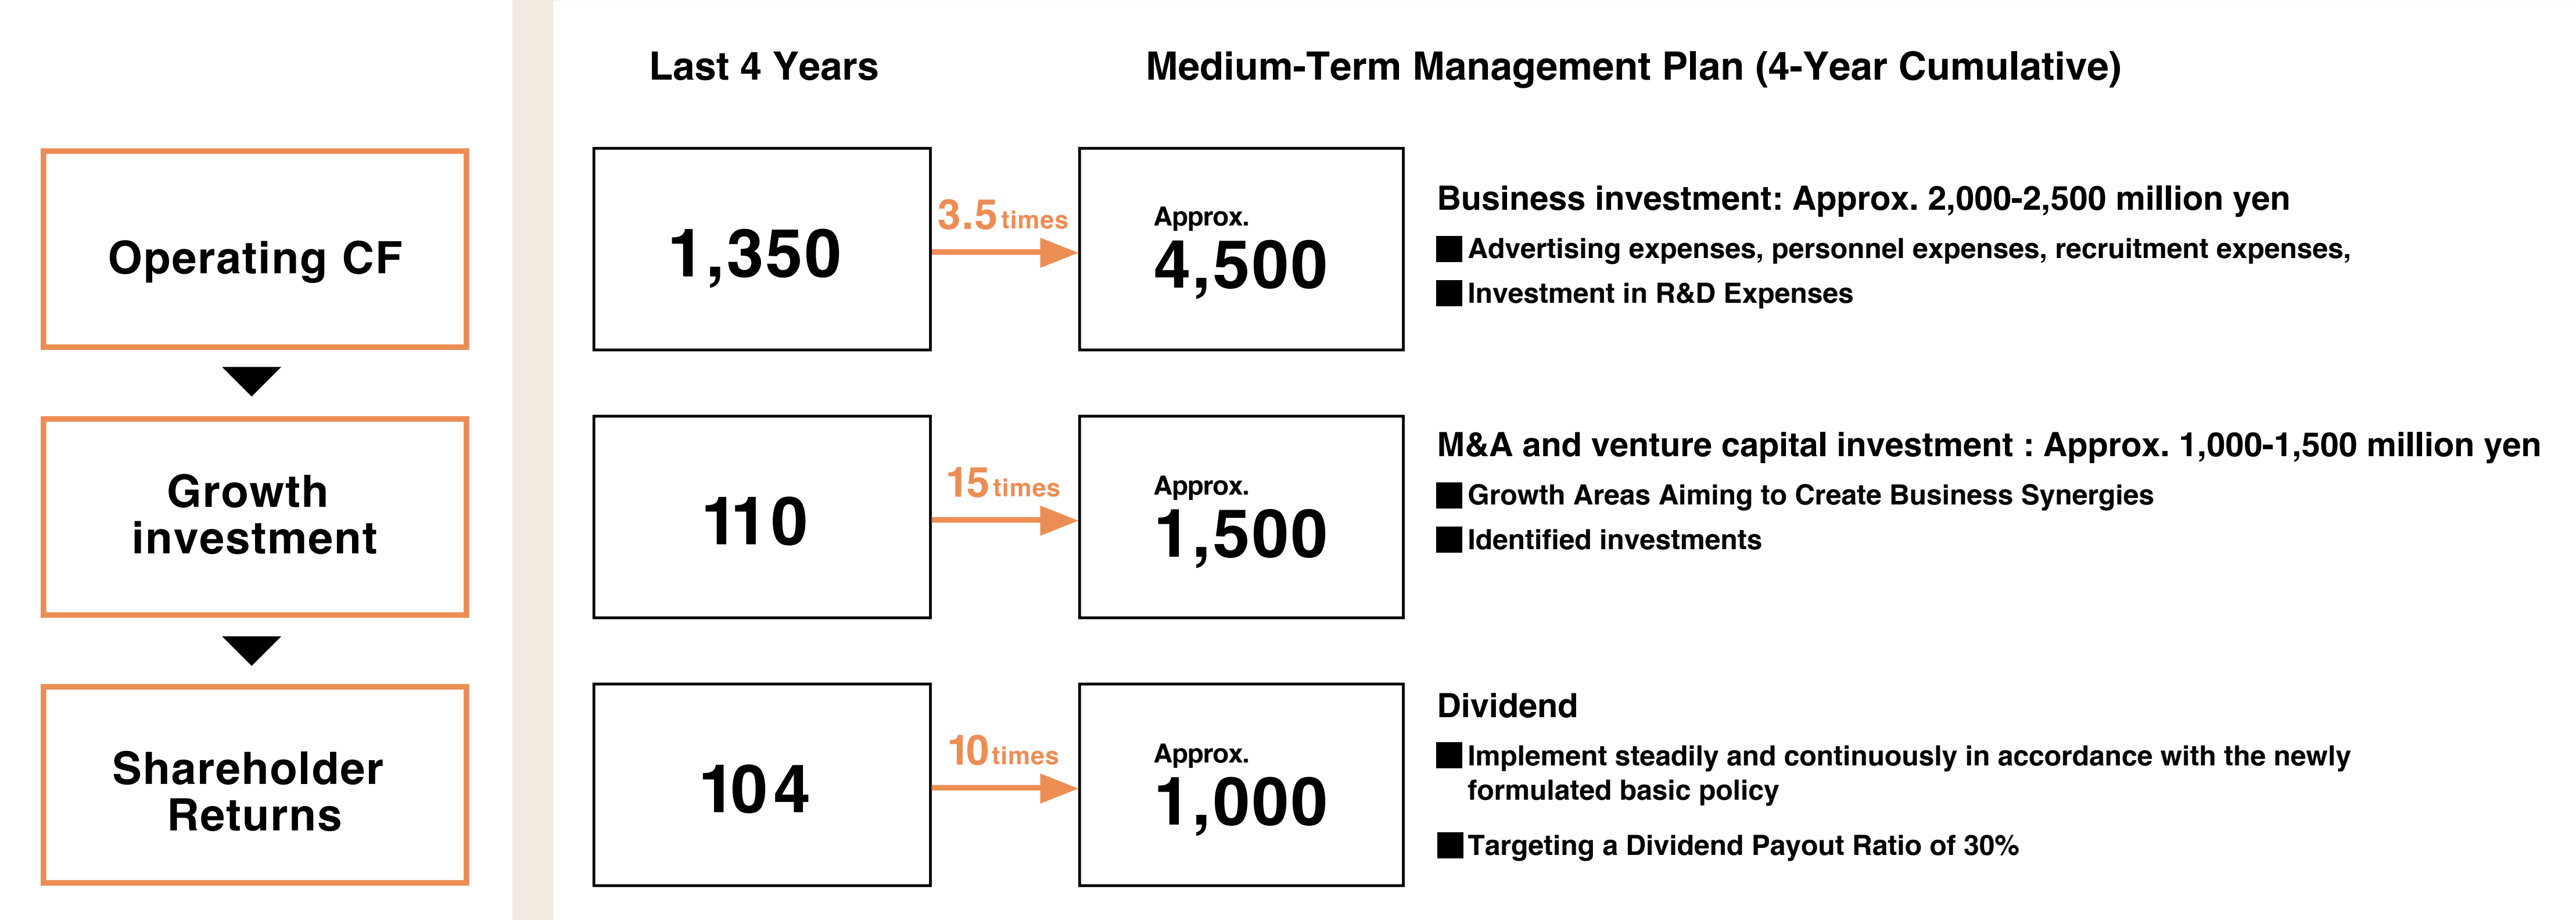 Last 4 Years
Medium-Term Management Plan (4-Year Cumulative)
Operating CF
1,350
3.5 times
Approx.
4,500
Business investment: Approx. 2,000-2,500 million yen
Advertising expenses, personnel expenses, recruitment expenses,
Investment in R&D Expenses
Growth
investment
110
15 times
Approx.
1,500
M&A and venture capital investment : Approx. 1,000-1,500 million yen
Growth Areas Aiming to Create Business Synergies
Identified investments
Shareholder
Returns
104
10 times
Approx.
1,000
Dividend
Implement steadily and continuously in accordance with the newly
formulated basic policy
Targeting a Dividend Payout Ratio of 30%